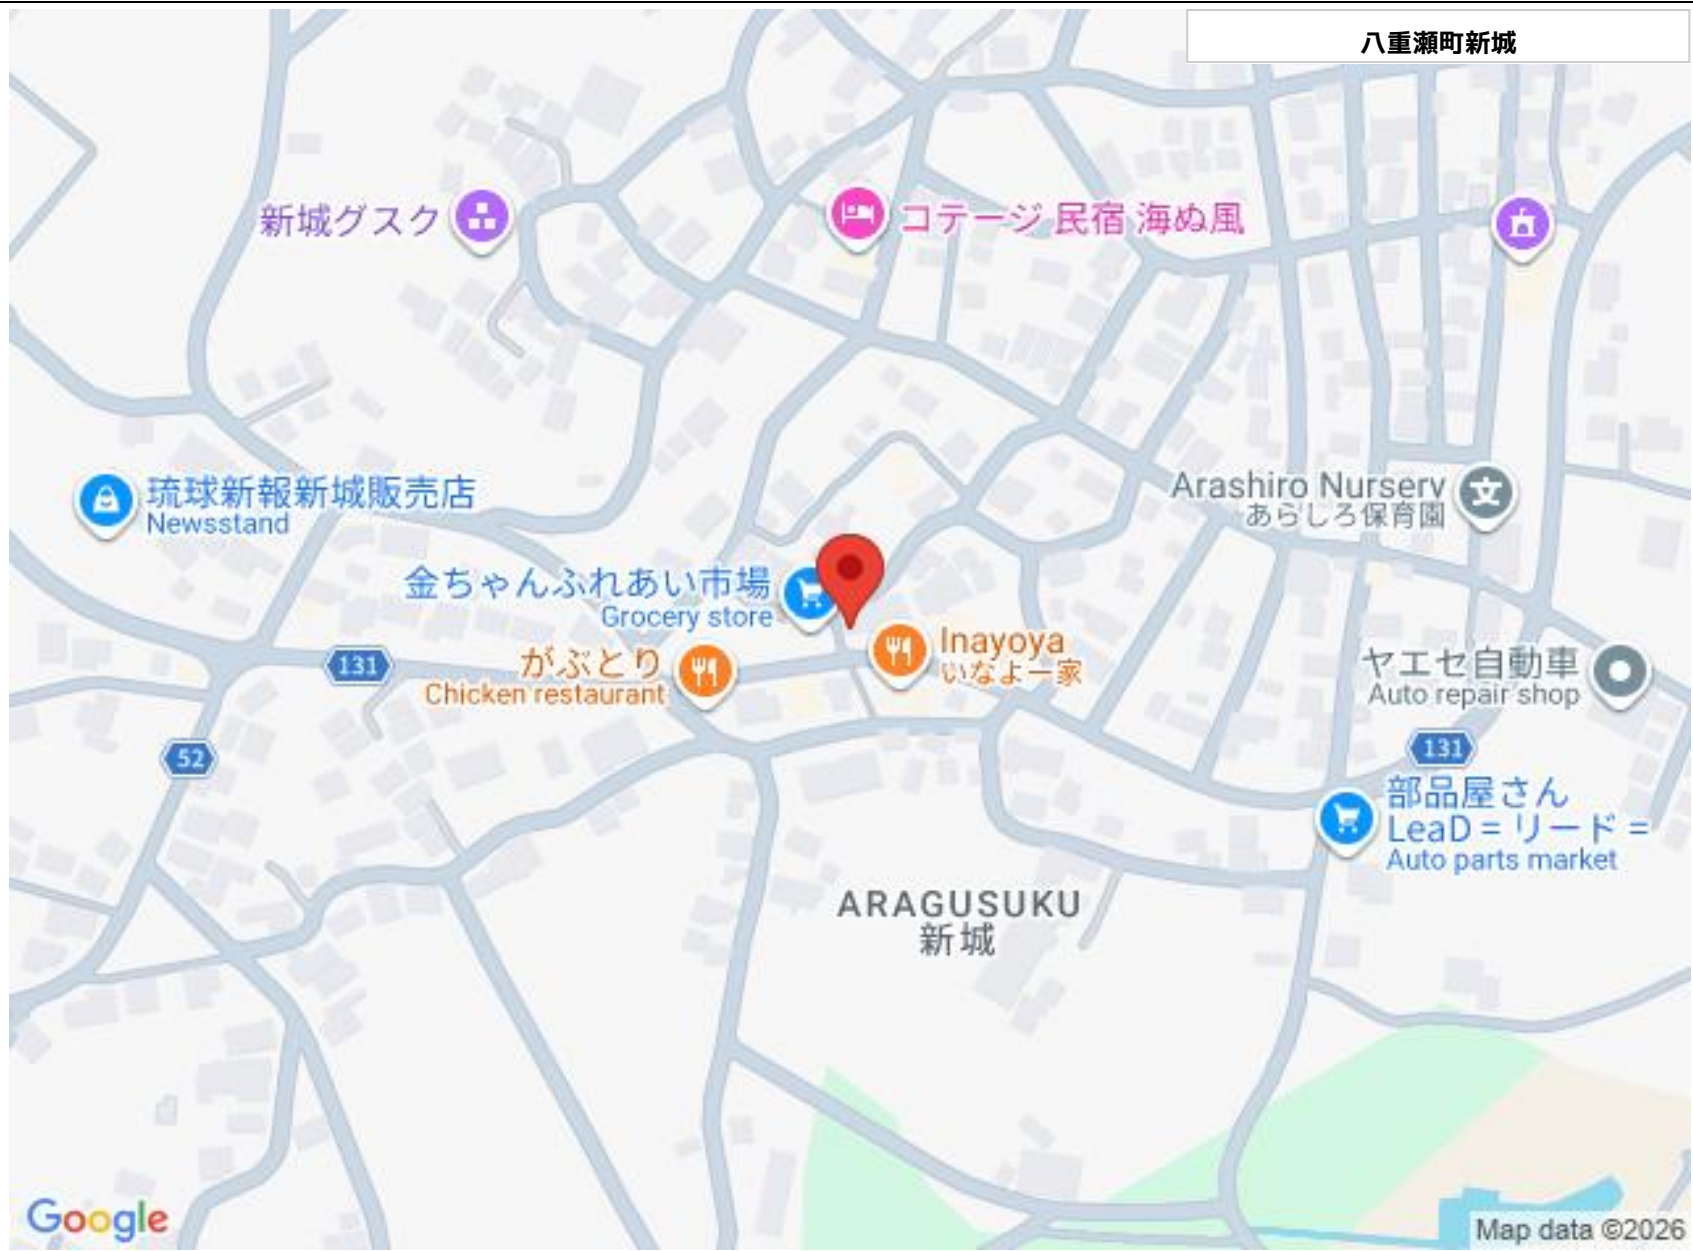 八重瀬町新城
新城グスク
コテージ 民宿 海ぬ風
琉球新報新城販売店
Newsstand
Arashiro Nurserv
あらしろ保育園
金ちゃんふれあい市場
Grocery store
Inayoya
いなよー家
がぶとり
Chicken restaurant
131
ヤエセ自動車
Auto repair shop
52
131
部品屋さん
LeaD = リード =
Auto parts market
ARAGUSUKU
新城
Google
Map data ©2026